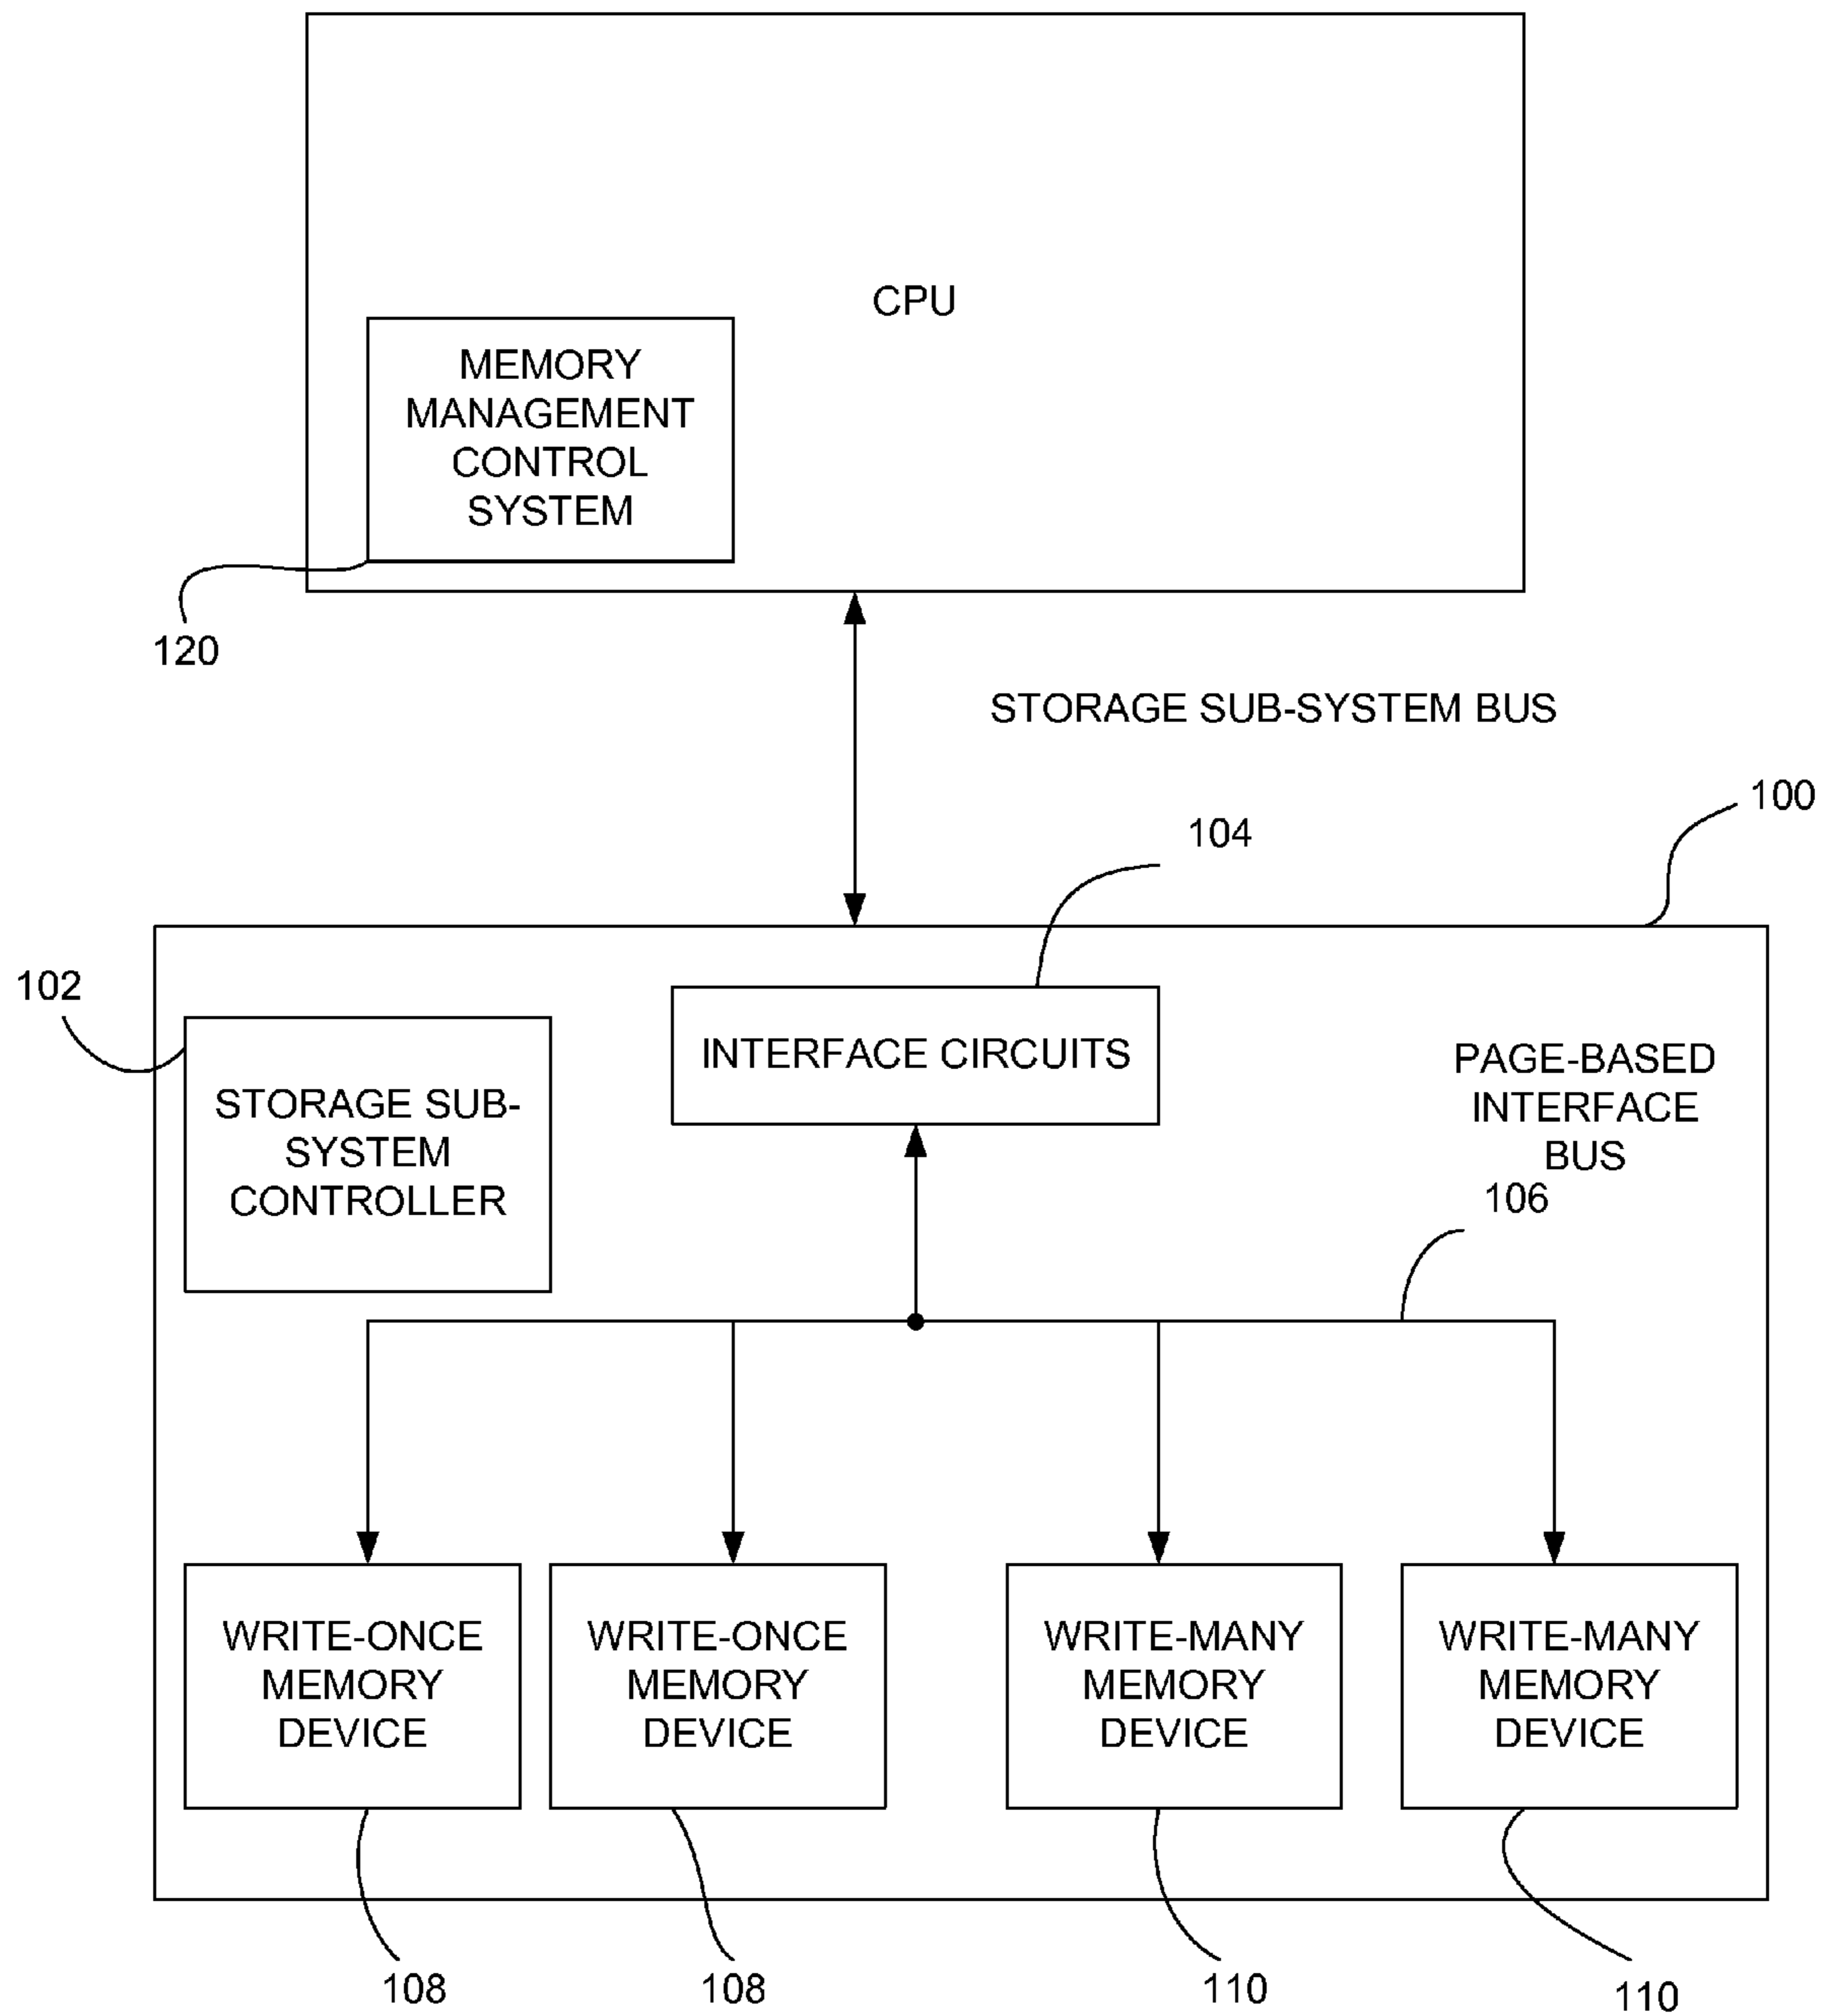 CPU
MEMORY
MANAGEMENT
CONTROL
SYSTEM
120
STORAGE SUB-SYSTEM BUS
100
104
102
INTERFACE CIRCUITS
PAGE-BASED
INTERFACE
BUS
106
STORAGE SUB-
SYSTEM
CONTROLLER
WRITE-ONCE
MEMORY
DEVICE
WRITE-ONCE
MEMORY
DEVICE
WRITE-MANY
MEMORY
DEVICE
WRITE-MANY
MEMORY
DEVICE
108
108
110
110